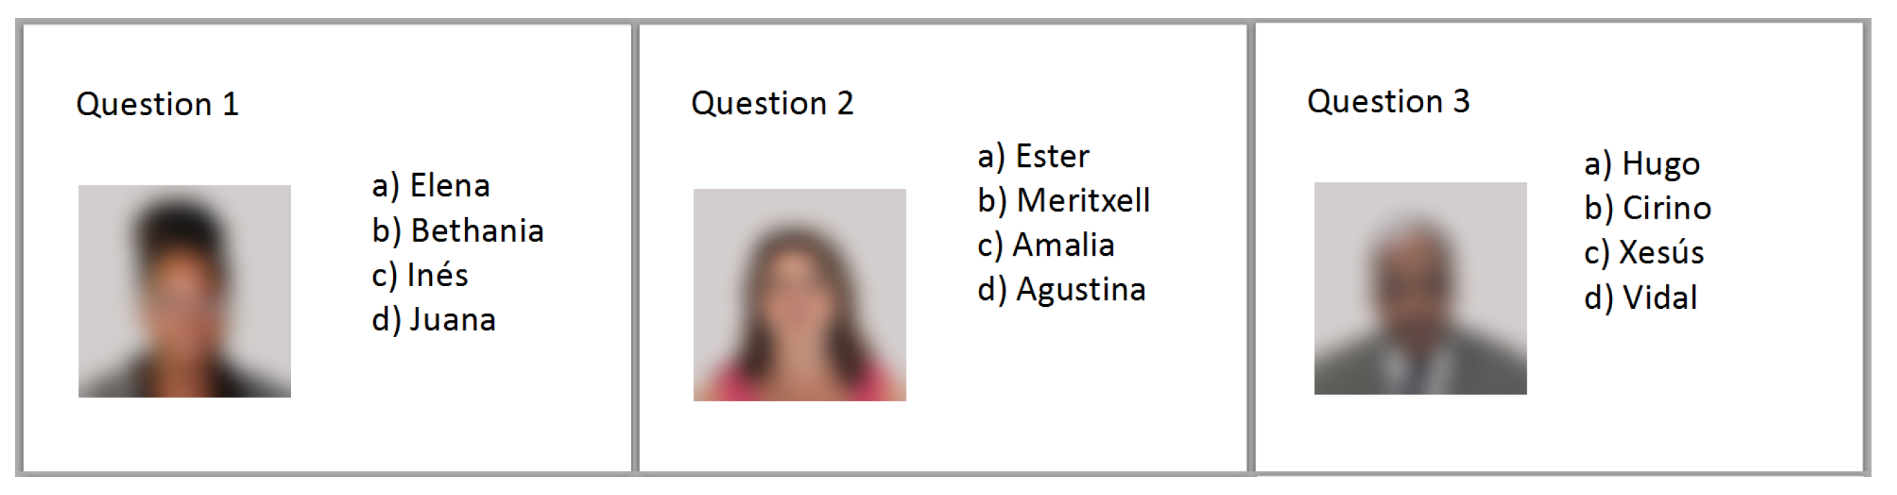 Question 1
a) Elena
b) Bethania
c) Inés
d) Juana
Question 2
a) Ester
b) Meritxell
c) Amalia
d) Agustina
Question 3
a) Hugo
b) Cirino
c) Xesús
d) Vidal